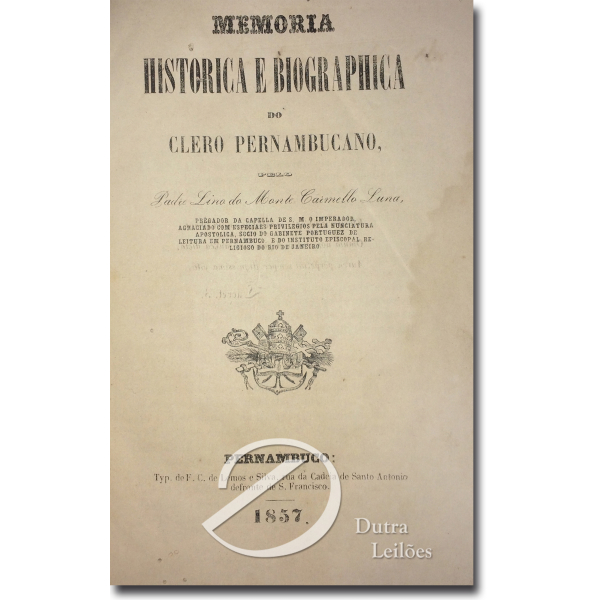 MEMORIA
HISTORICA E BIOGRAPHICA
DO
CLERO PERNAMBUCANO,
PELO
Padre Lino do Monte Carmello Luna,
PRÉGADOR DA CAPELLA DE S. M. O IMPERADOR,
AGRACIADO COM ESPECIAES PRIVILEGIOS PELA NUNCIATURA
APOSTOLICA, SOCIO DO GABINETE PORTUGUEZ DE
LEITURA EM PERNAMBUCO E DO INSTITUTO EPISCOPAL RE-
LIGIOSO DO RIO DE JANEIRO
PERNAMBUCO:
Typ. de F. C. de Lemos e Silva, rua da Cadeia de Santo Antonio
defronte de S. Francisco.
1857.
Dutra
Leilões